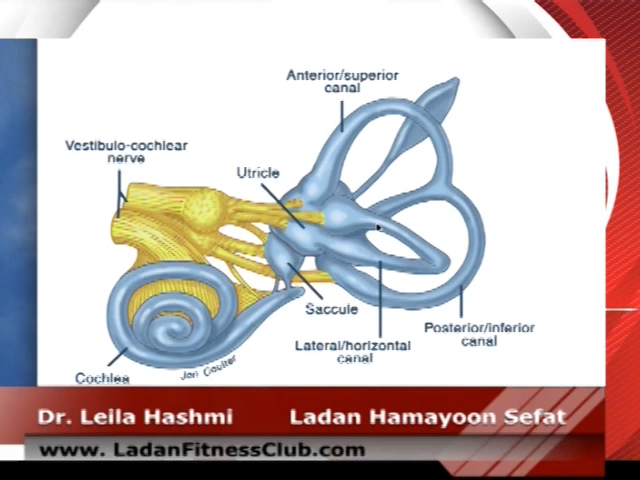 Anterior/superior
canal
Vestibulo-cochlear
nerve
Utricle
Saccule
Posterior/inferior
canal
Lateral/horizontal
canal
Cochlea
Jan Coulter
Dr. Leila Hashmi
Ladan Hamayoon Sefat
www. LadanFitnessClub.com